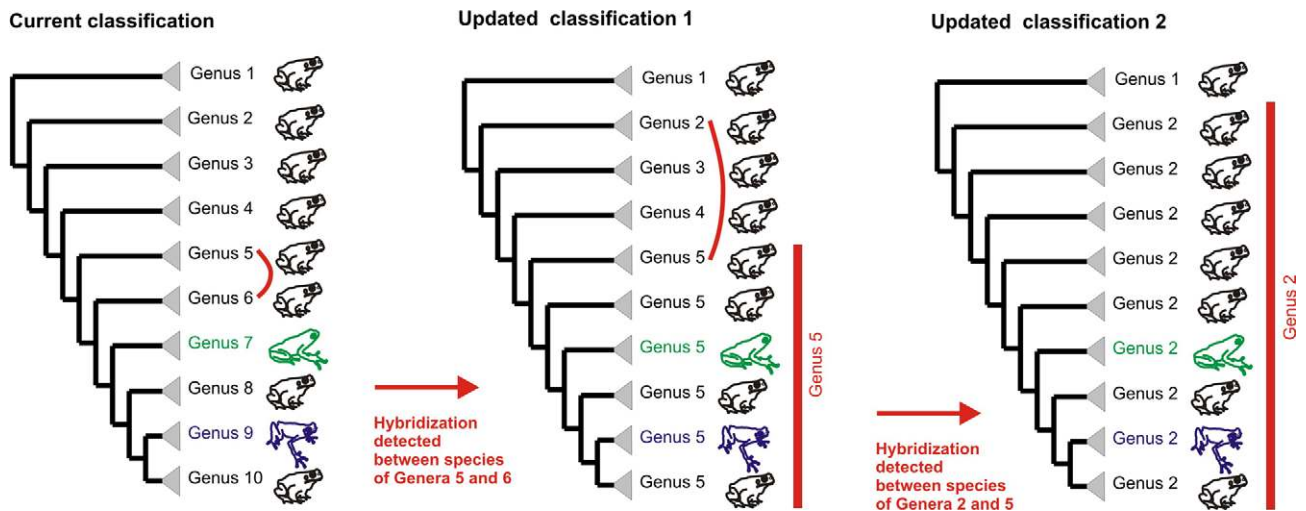 Current classification
Genus 1
Genus 2
Genus 3
Genus 4
Genus 5
Genus 6
Genus 7
Genus 8
Genus 9
Genus 10
Hybridization
detected
between species
of Genera 5 and 6
Updated classification 1
Genus 1
Genus 2
Genus 3
Genus 4
Genus 5
Genus 5
Genus 5
Genus 5
Genus 5
Genus 5
Genus 5
Hybridization
detected
between species
of Genera 2 and 5
Updated classification 2
Genus 1
Genus 2
Genus 2
Genus 2
Genus 2
Genus 2
Genus 2
Genus 2
Genus 2
Genus 2
Genus 2